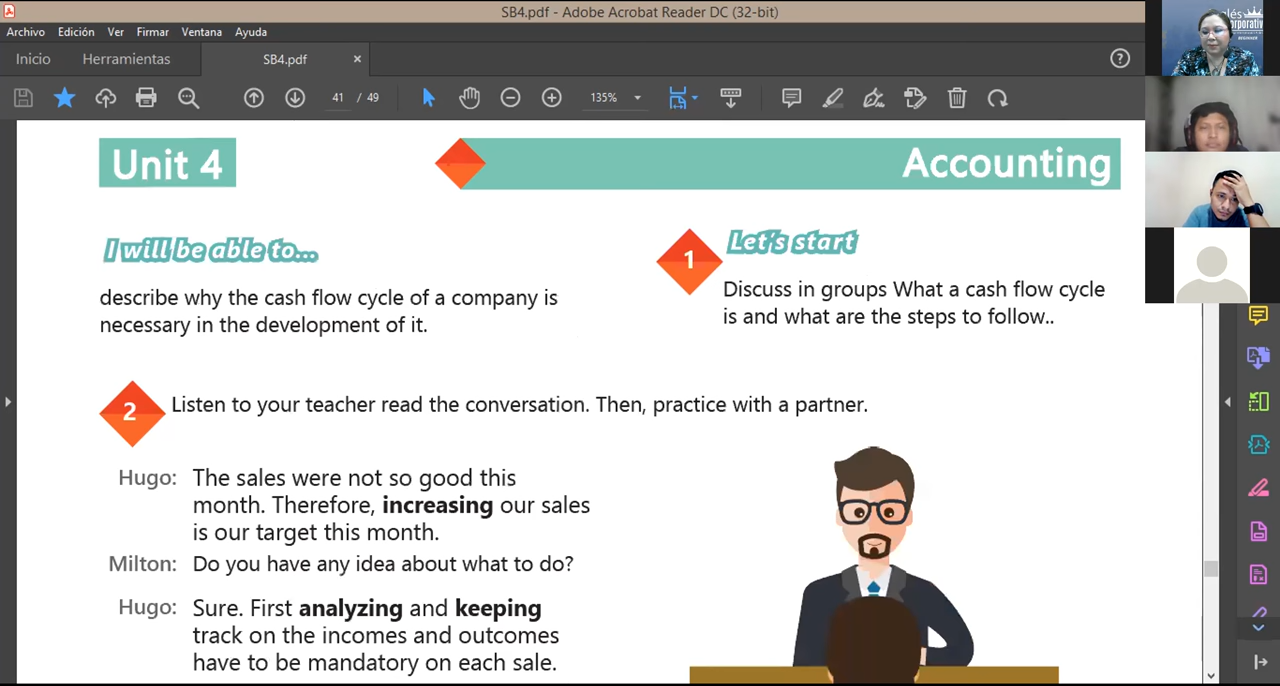 SB4.pdf - Adobe Acrobat Reader DC (32-bit)
Archivo Edición Ver Firmar Ventana Ayuda
Inicio Herramientas SB4.pdf ×
41 / 49 135%
Unit 4
Accounting
I will be able to...
describe why the cash flow cycle of a company is
necessary in the development of it.
1
Let's start
Discuss in groups What a cash flow cycle
is and what are the steps to follow..
2
Listen to your teacher read the conversation. Then, practice with a partner.
Hugo: The sales were not so good this
month. Therefore, increasing our sales
is our target this month.
Milton: Do you have any idea about what to do?
Hugo: Sure. First analyzing and keeping
track on the incomes and outcomes
have to be mandatory on each sale.